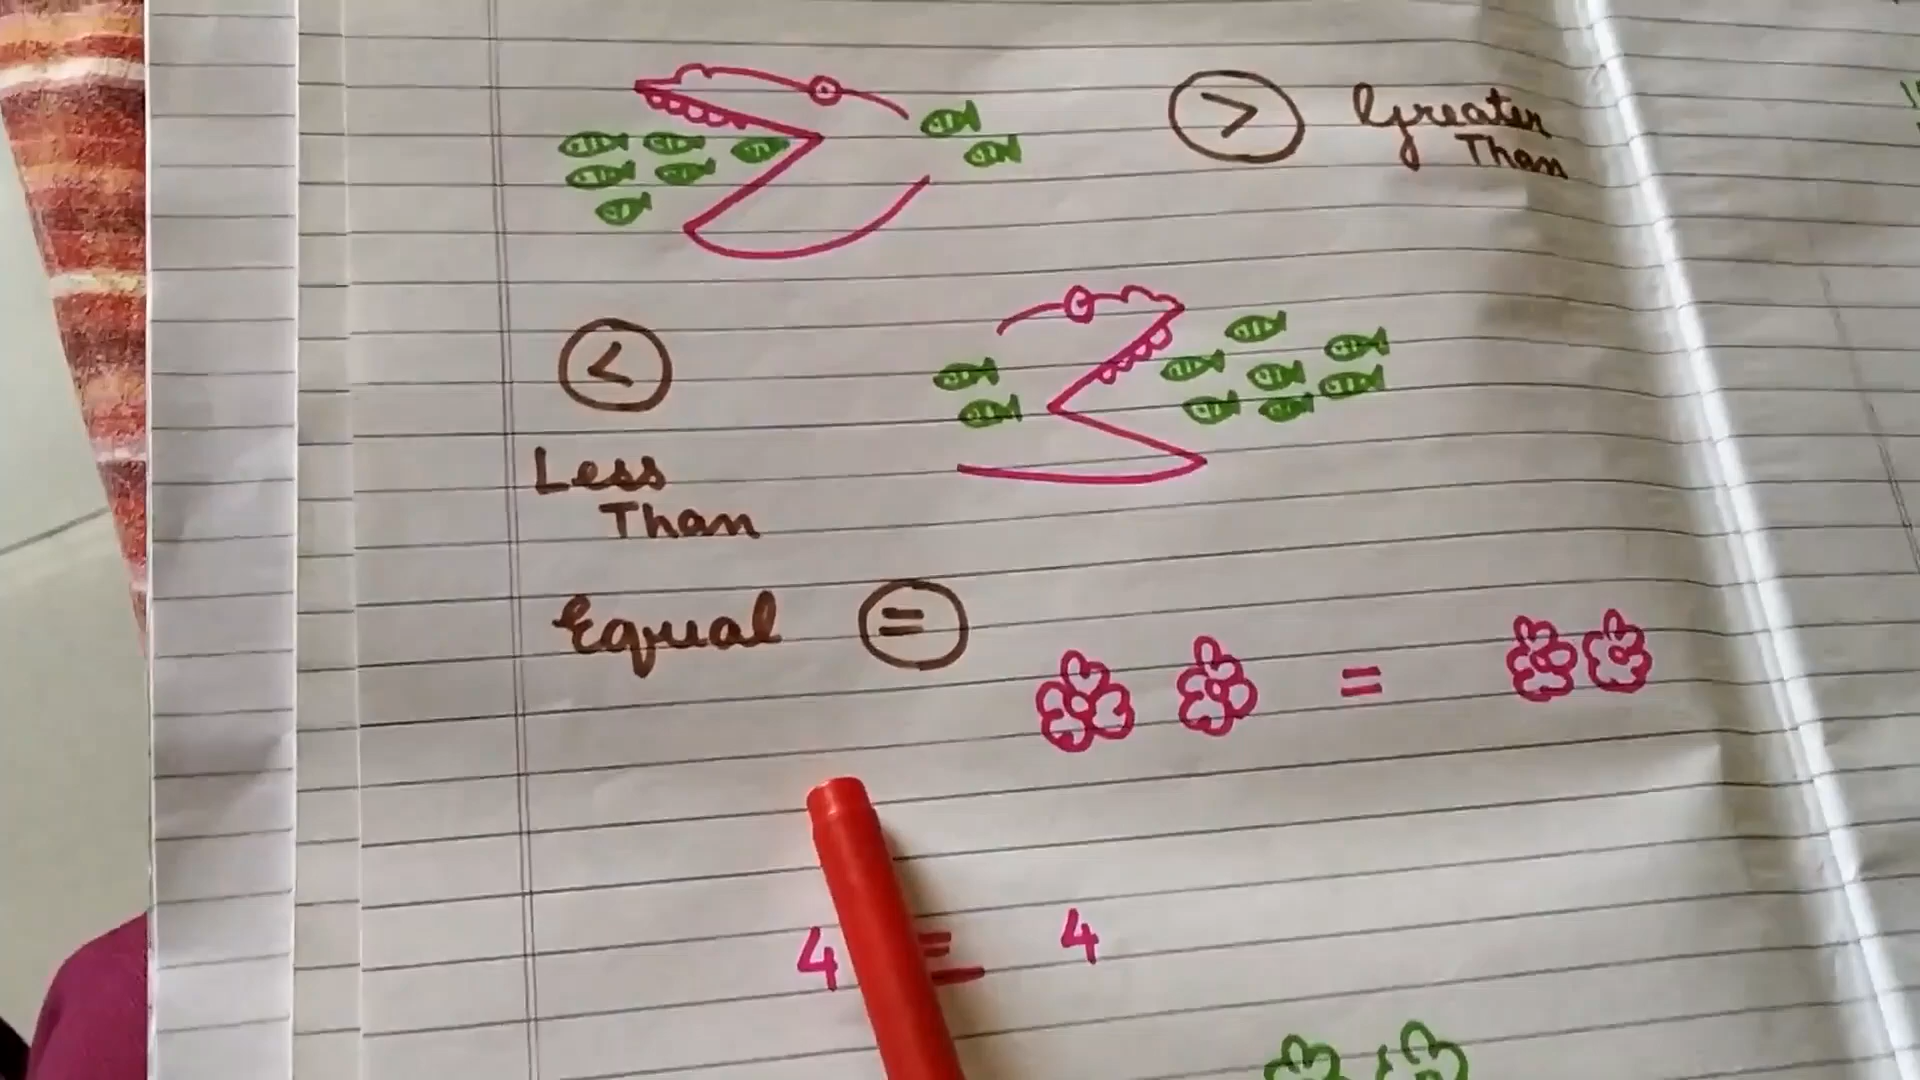 > Greater
Than
<
Less
Than
Equal =
=
4 = 4